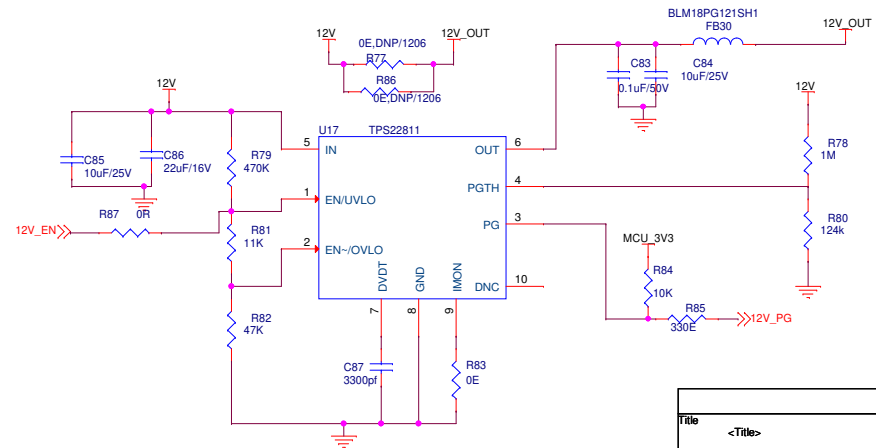 BLM18PG121SH1
FB30
12V_OUT
12V
0E,DNP/1206
12V_OUT
R77
R86
0E,DNP/1206
C83
0.1uF/50V
C84
10uF/25V
12V
12V
U17
TPS22811
R78
1M
C85
10uF/25V
C86
22uF/16V
R79
470K
5
IN
OUT
6
PGTH
4
1
EN/UVLO
R87
0R
12V_EN
R81
11K
PG
3
R80
124k
2
EN~/OVLO
MCU_3V3
DVDT
GND
IMON
DNC
10
R84
10K
7
8
9
R82
47K
R85
330E
12V_PG
C87
3300pf
R83
0E
Title
<Title>